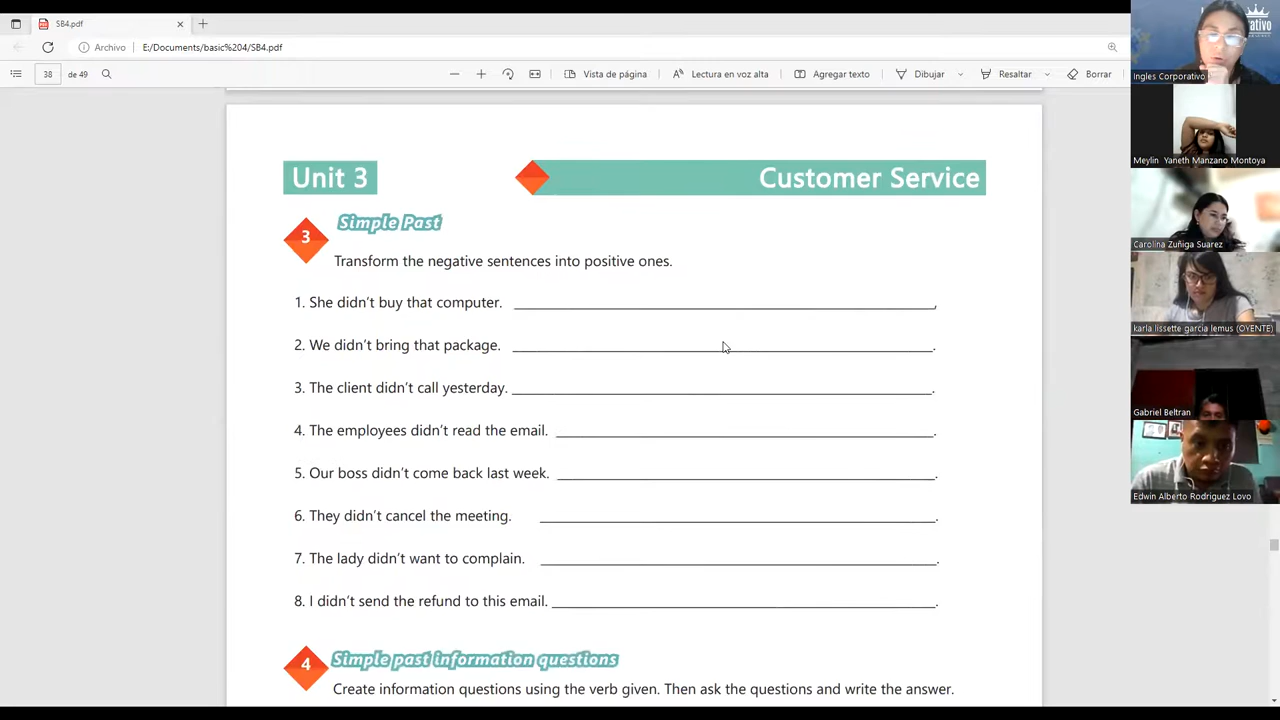 SB4.pdf
Archivo E:/Documents/basic%204/SB4.pdf
38 de 49 Vista de página Lectura en voz alta Agregar texto Dibujar Resaltar Borrar
Unit 3 Customer Service
3 Simple Past
Transform the negative sentences into positive ones.
1. She didn't buy that computer. ,
2. We didn't bring that package. .
3. The client didn't call yesterday. .
4. The employees didn't read the email. .
5. Our boss didn't come back last week. .
6. They didn't cancel the meeting. .
7. The lady didn't want to complain. .
8. I didn't send the refund to this email. .
4 Simple past information questions
Create information questions using the verb given. Then ask the questions and write the answer.
Ingles Corporativo
Meylin Yaneth Manzano Montoya
Carolina Zuñiga Suarez
karla lissette garcia lemus (OYENTE)
Gabriel Beltran
Edwin Alberto Rodriguez Lovo